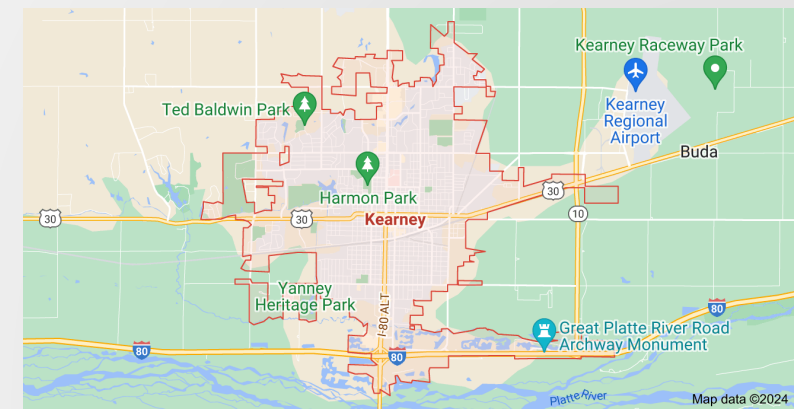 Kearney Raceway Park
Ted Baldwin Park
Kearney
Regional
Airport
Buda
Harmon Park
30
30
30
10
Kearney
Yanney
Heritage Park
I-80 ALT
80
Great Platte River Road
Archway Monument
80
80
Platte River
Map data ©2024